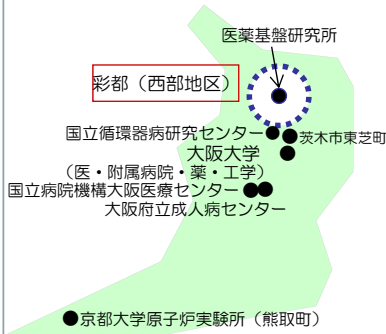 医薬基盤研究所
彩都（西部地区）
国立循環器病研究センター
茨木市東芝町
大阪大学
（医・附属病院・薬・工学）
国立病院機構大阪医療センター
大阪府立成人病センター
京都大学原子炉実験所（熊取町）